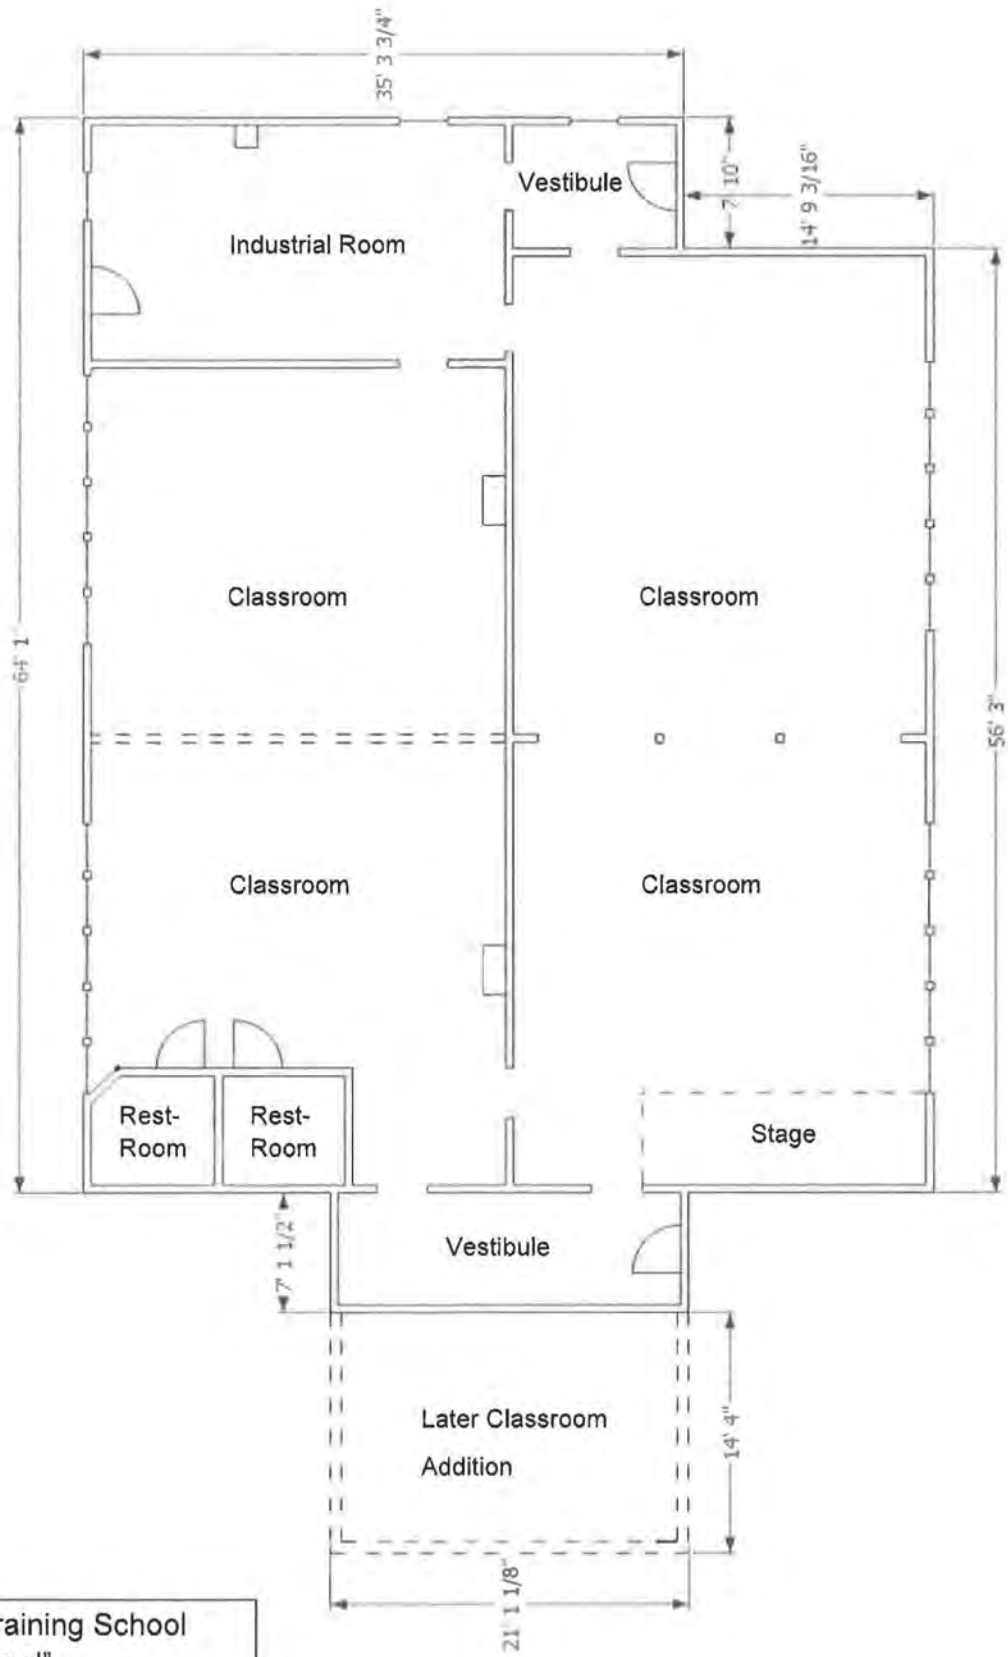 35' 3 3/4"
7' 10"
14' 9 3/16"
Vestibule
Industrial Room
64' 1"
56' 3"
Classroom
Classroom
Classroom
Classroom
Rest-
Room
Rest-
Room
Stage
7' 1 1/2"
Vestibule
Later Classroom
Addition
14' 4"
21' 1 1/8"
raining School